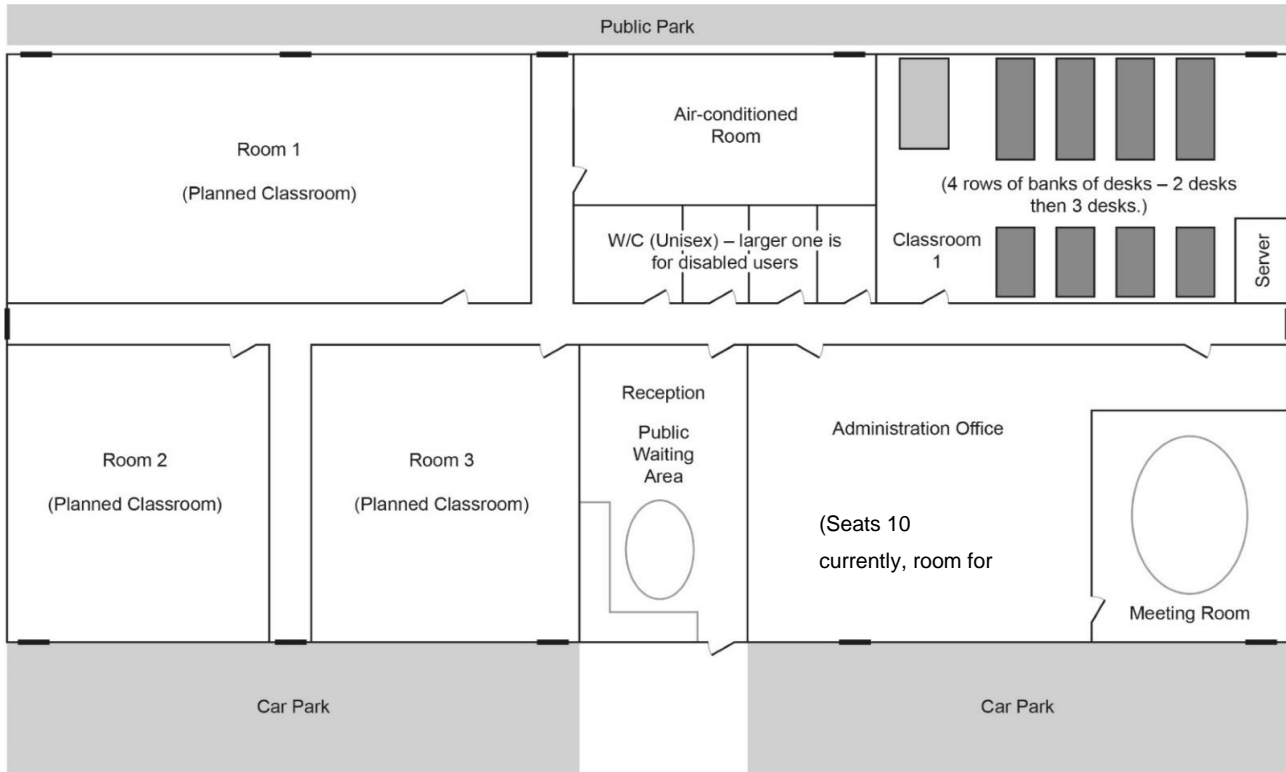 Public Park
Room 1
(Planned Classroom)
Air-conditioned
Room
W/C (Unisex) – larger one is
for disabled users
(4 rows of banks of desks – 2 desks
then 3 desks.)
Classroom
1
Server
Room 2
(Planned Classroom)
Room 3
(Planned Classroom)
Reception
Public
Waiting
Area
Administration Office
(Seats 10
currently, room for
Meeting Room
Car Park
Car Park